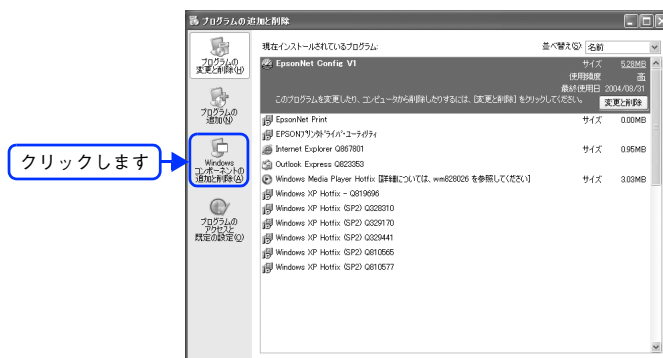 プログラムの追加と削除
現在インストールされているプログラム:
並べ替え(S): 名前
プログラムの
変更と削除(H)
プログラムの
追加(N)
クリックします
Windows
コンポーネントの
追加と削除(A)
プログラムの
アクセスと
既定の設定(O)
EpsonNet Config V1
サイズ 5.28MB
使用頻度 高
最終使用日 2004/08/31
このプログラムを変更したり、コンピュータから削除したりするには、[変更と削除] をクリックしてください。
変更と削除
EpsonNet Print サイズ 0.00MB
EPSONプリンタドライバ・ユーティリティ
Internet Explorer Q867801 サイズ 0.95MB
Outlook Express Q823353
Windows Media Player Hotfix [詳細については、wm828026 を参照してください] サイズ 3.03MB
Windows XP Hotfix - Q819696
Windows XP Hotfix (SP2) Q328310
Windows XP Hotfix (SP2) Q329170
Windows XP Hotfix (SP2) Q329441
Windows XP Hotfix (SP2) Q810565
Windows XP Hotfix (SP2) Q810577